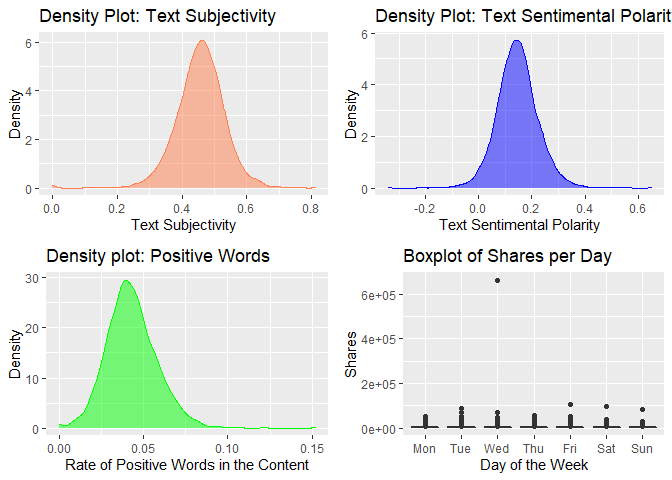 Density Plot: Text Subjectivity
6
4
2
0
Density
0.0 0.2 0.4 0.6 0.8
Text Subjectivity
Density Plot: Text Sentimental Polarit
6
4
2
0
Density
-0.2 0.0 0.2 0.4 0.6
Text Sentimental Polarity
Density plot: Positive Words
30
20
10
0
Density
0.00 0.05 0.10 0.15
Rate of Positive Words in the Content
Boxplot of Shares per Day
6e+05
4e+05
2e+05
0e+00
Shares
Mon Tue Wed Thu Fri Sat Sun
Day of the Week